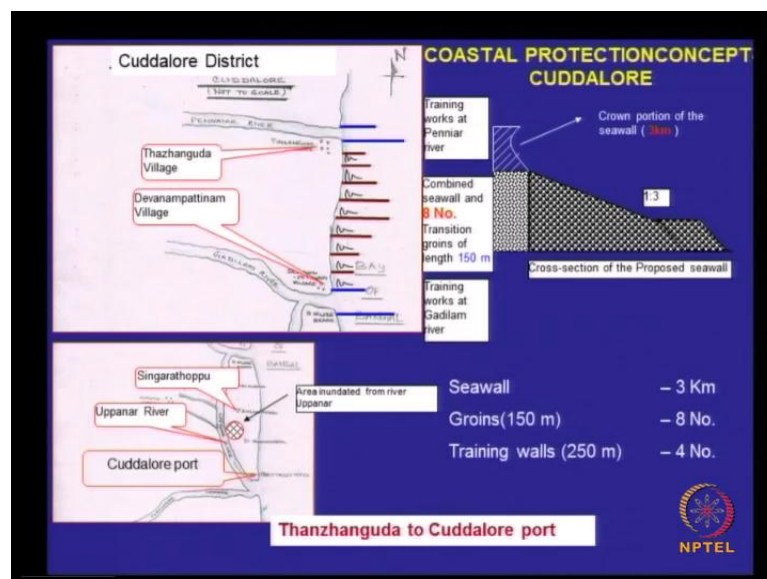 COASTAL PROTECTIONCONCEPT-
CUDDALORE
Cuddalore District
CUDDALORE
(NOT TO SCALE)
N
PENNAIAR RIVER
Thazhanguda
Village
Devanampattinam
Village
GADILAM RIVER
BAY
OF
BENGAL
Training
works at
Penniar
river
Combined
seawall and
8 No.
Transition
groins of
length 150 m
Training
works at
Gadilam
river
Crown portion of the
seawall ( 3km )
1:3
Cross-section of the Proposed seawall
Singarathoppu
Uppanar River
Cuddalore port
Area inundated from river
Uppanar
Seawall – 3 Km
Groins(150 m) – 8 No.
Training walls (250 m) – 4 No.
Thanzhanguda to Cuddalore port
NPTEL